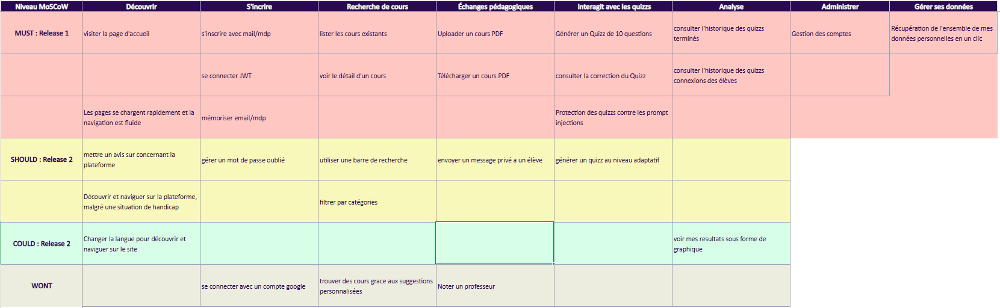 Niveau MoSCoW
Découvrir
S'incrire
Recherche de cours
Échanges pédagogiques
interagit avec les quizzs
Analyse
Administrer
Gérer ses données
MUST : Release 1
visiter la page d'accueil
s'inscrire avec mail/mdp
lister les cours existants
Uploader un cours PDF
Générer un Quizz de 10 questions
consulter l'historique des quizzs
terminés
Gestion des comptes
Récupération de l'ensemble de mes
données personnelles en un clic
se connecter JWT
voir le détail d'un cours
Télécharger un cours PDF
consulter la correction du Quizz
consulter l'historique des quizzs
connexions des élèves
Les pages se chargent rapidement et la
navigation est fluide
mémoriser email/mdp
Protection des quizzs contre les prompt
injections
SHOULD : Release 2
mettre un avis sur concernant la
plateforme
gérer un mot de passe oublié
utiliser une barre de recherche
envoyer un message privé a un élève
générer un quizz au niveau adaptatif
Découvrir et naviguer sur la plateforme,
malgré une situation de handicap
filtrer par catégories
COULD : Release 2
Changer la langue pour découvrir et
naviguer sur le site
voir mes resultats sous forme de
graphique
WONT
se connecter avec un compte google
trouver des cours grace aux suggestions
personnalisées
Noter un professeur